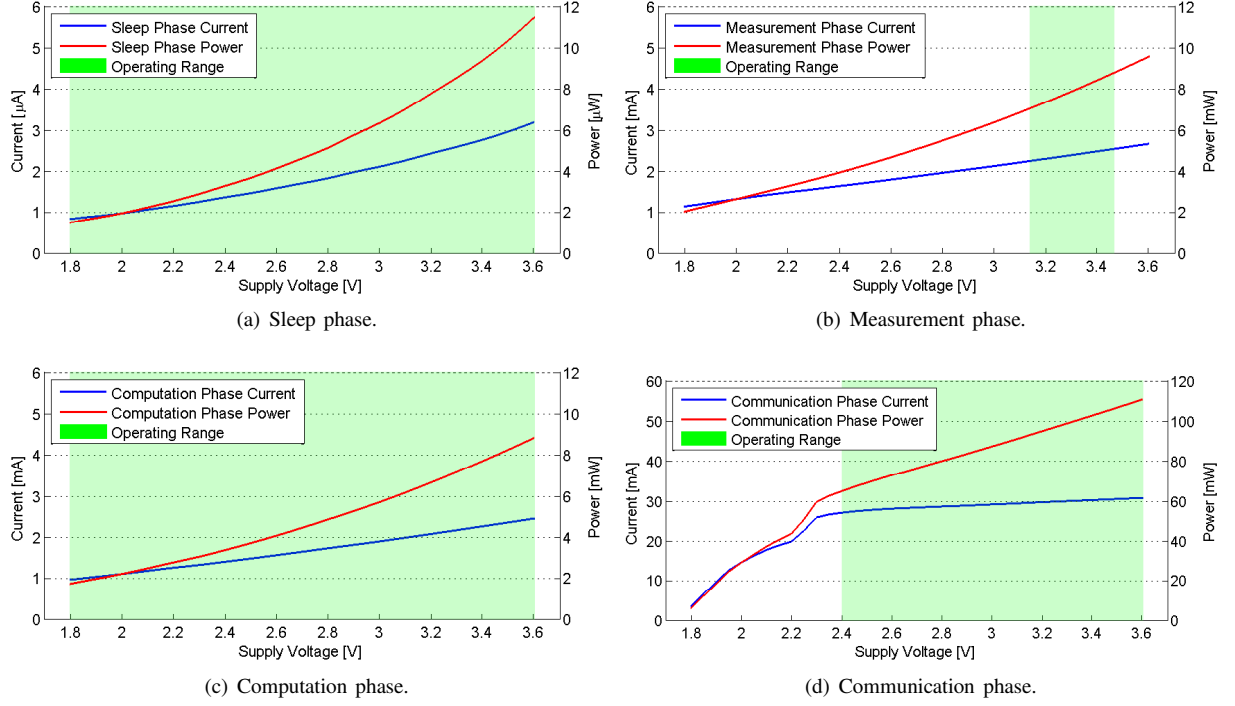 6
5
4
3
2
1
0
Current [µA]
Sleep Phase Current
Sleep Phase Power
Operating Range
12
10
8
6
4
2
0
Power [µW]
1.8 2 2.2 2.4 2.6 2.8 3 3.2 3.4 3.6
Supply Voltage [V]
(a) Sleep phase.
6
5
4
3
2
1
0
Current [mA]
Measurement Phase Current
Measurement Phase Power
Operating Range
12
10
8
6
4
2
0
Power [mW]
1.8 2 2.2 2.4 2.6 2.8 3 3.2 3.4 3.6
Supply Voltage [V]
(b) Measurement phase.
6
5
4
3
2
1
0
Current [mA]
Computation Phase Current
Computation Phase Power
Operating Range
12
10
8
6
4
2
0
Power [mW]
1.8 2 2.2 2.4 2.6 2.8 3 3.2 3.4 3.6
Supply Voltage [V]
(c) Computation phase.
60
50
40
30
20
10
0
Current [mA]
Communication Phase Current
Communication Phase Power
Operating Range
120
100
80
60
40
20
0
Power [mW]
1.8 2 2.2 2.4 2.6 2.8 3 3.2 3.4 3.6
Supply Voltage [V]
(d) Communication phase.